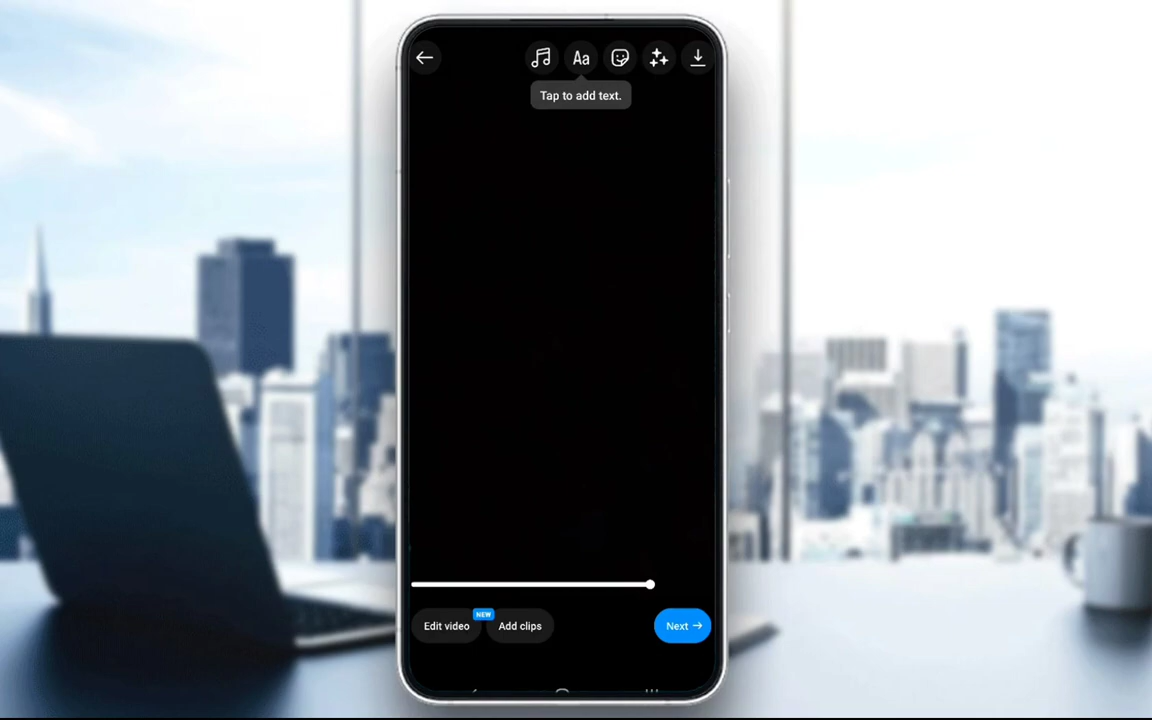 Aa
Tap to add text.
NEW
Edit video
Add clips
Next →